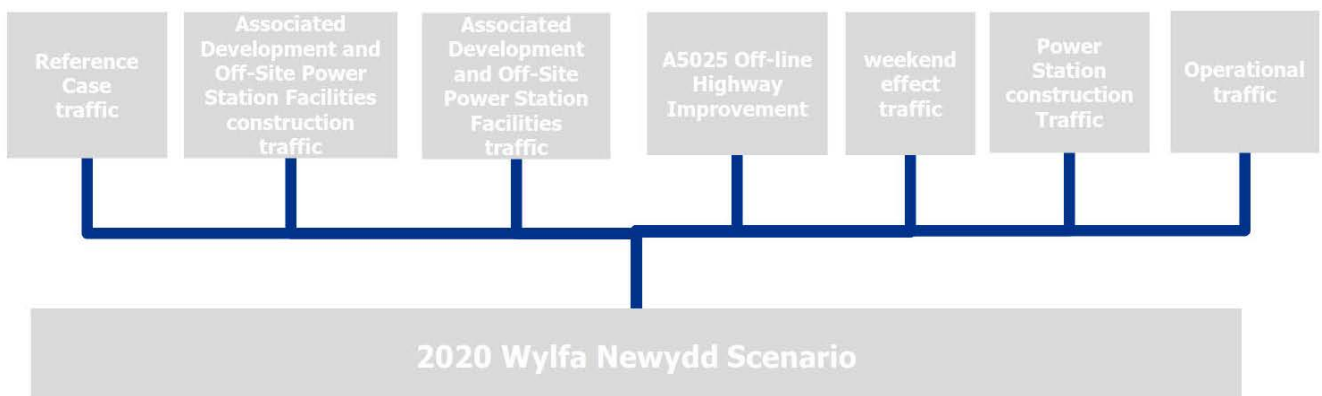 Reference
Case
traffic
Associated
Development and
Off-Site Power
Station Facilities
construction
traffic
Associated
Development
and Off-Site
Power Station
Facilities
traffic
A5025 Off-line
Highway
Improvement
weekend
effect
traffic
Power
Station
construction
Traffic
Operational
traffic
2020 Wylfa Newydd Scenario